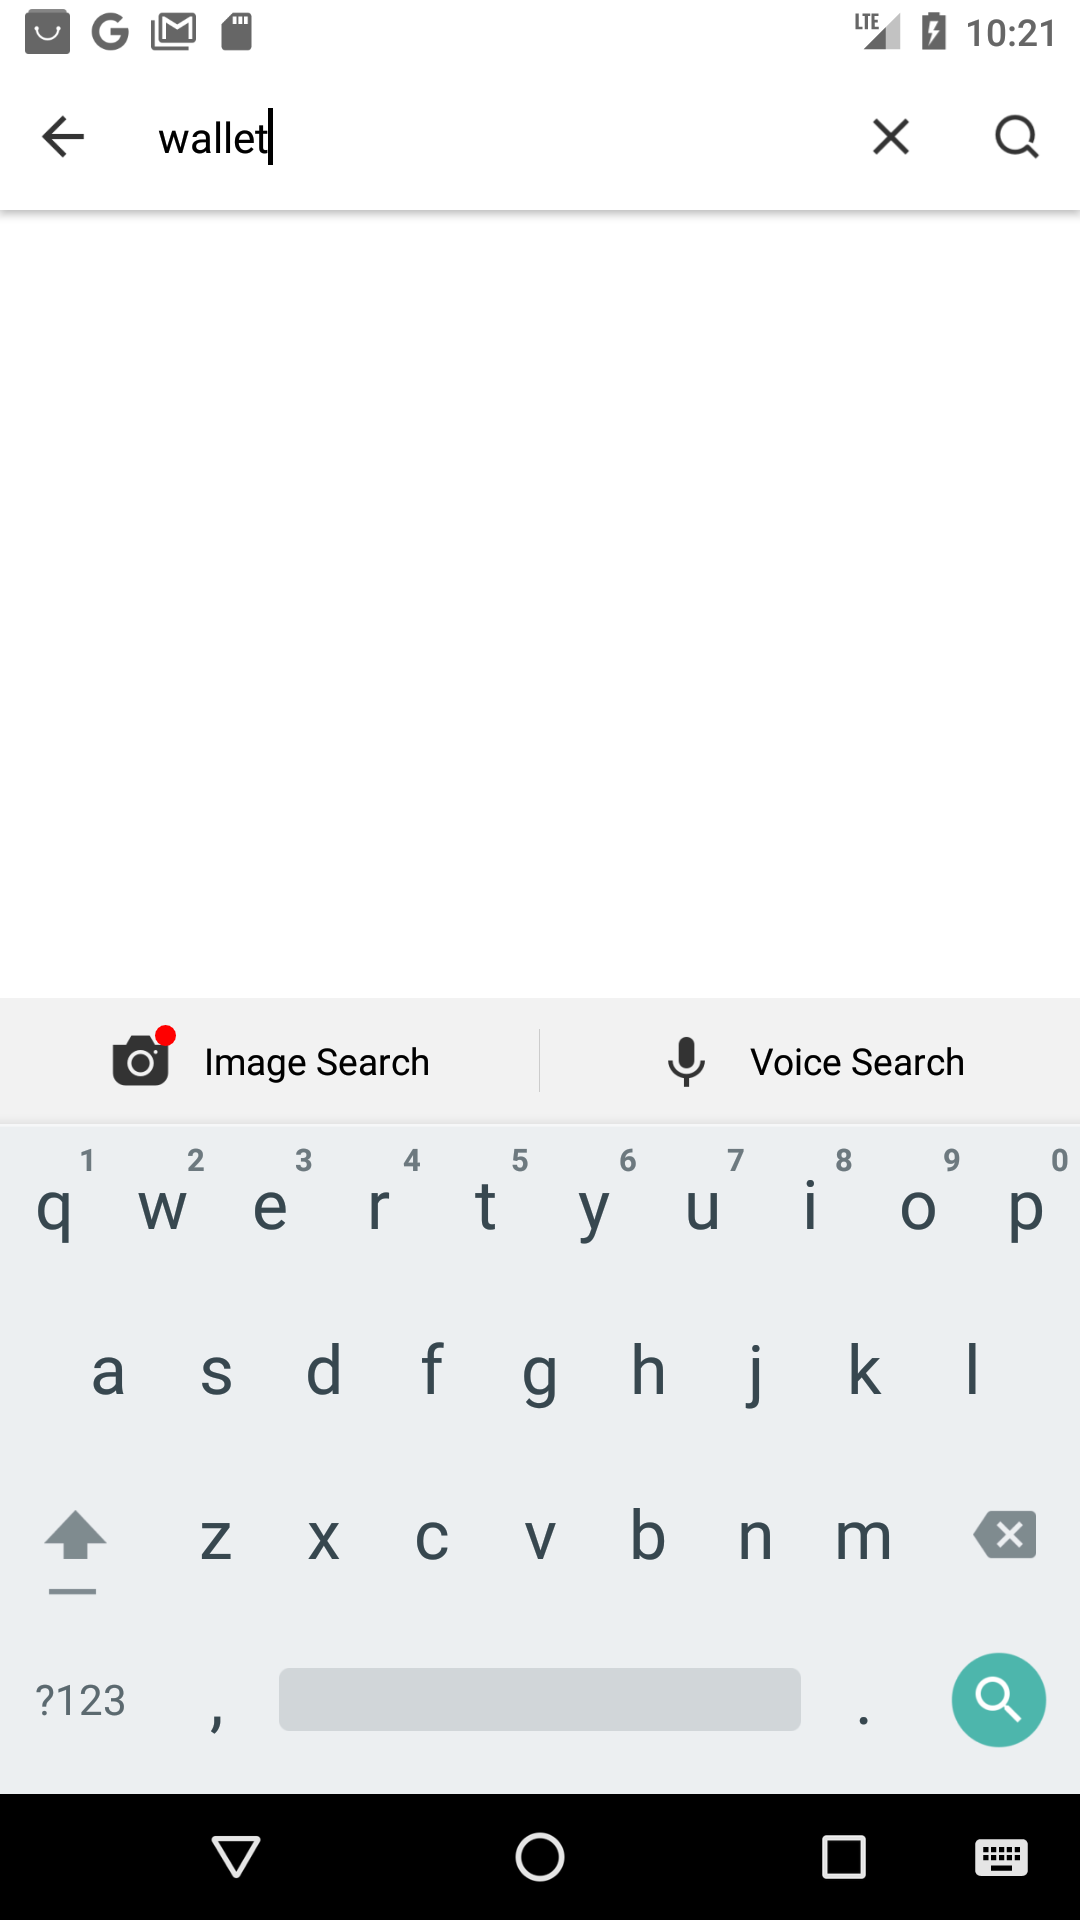 LTE 10:21
wallet
Image Search Voice Search
1 2 3 4 5 6 7 8 9 0
q w e r t y u i o p
a s d f g h j k l
z x c v b n m
?123 , .